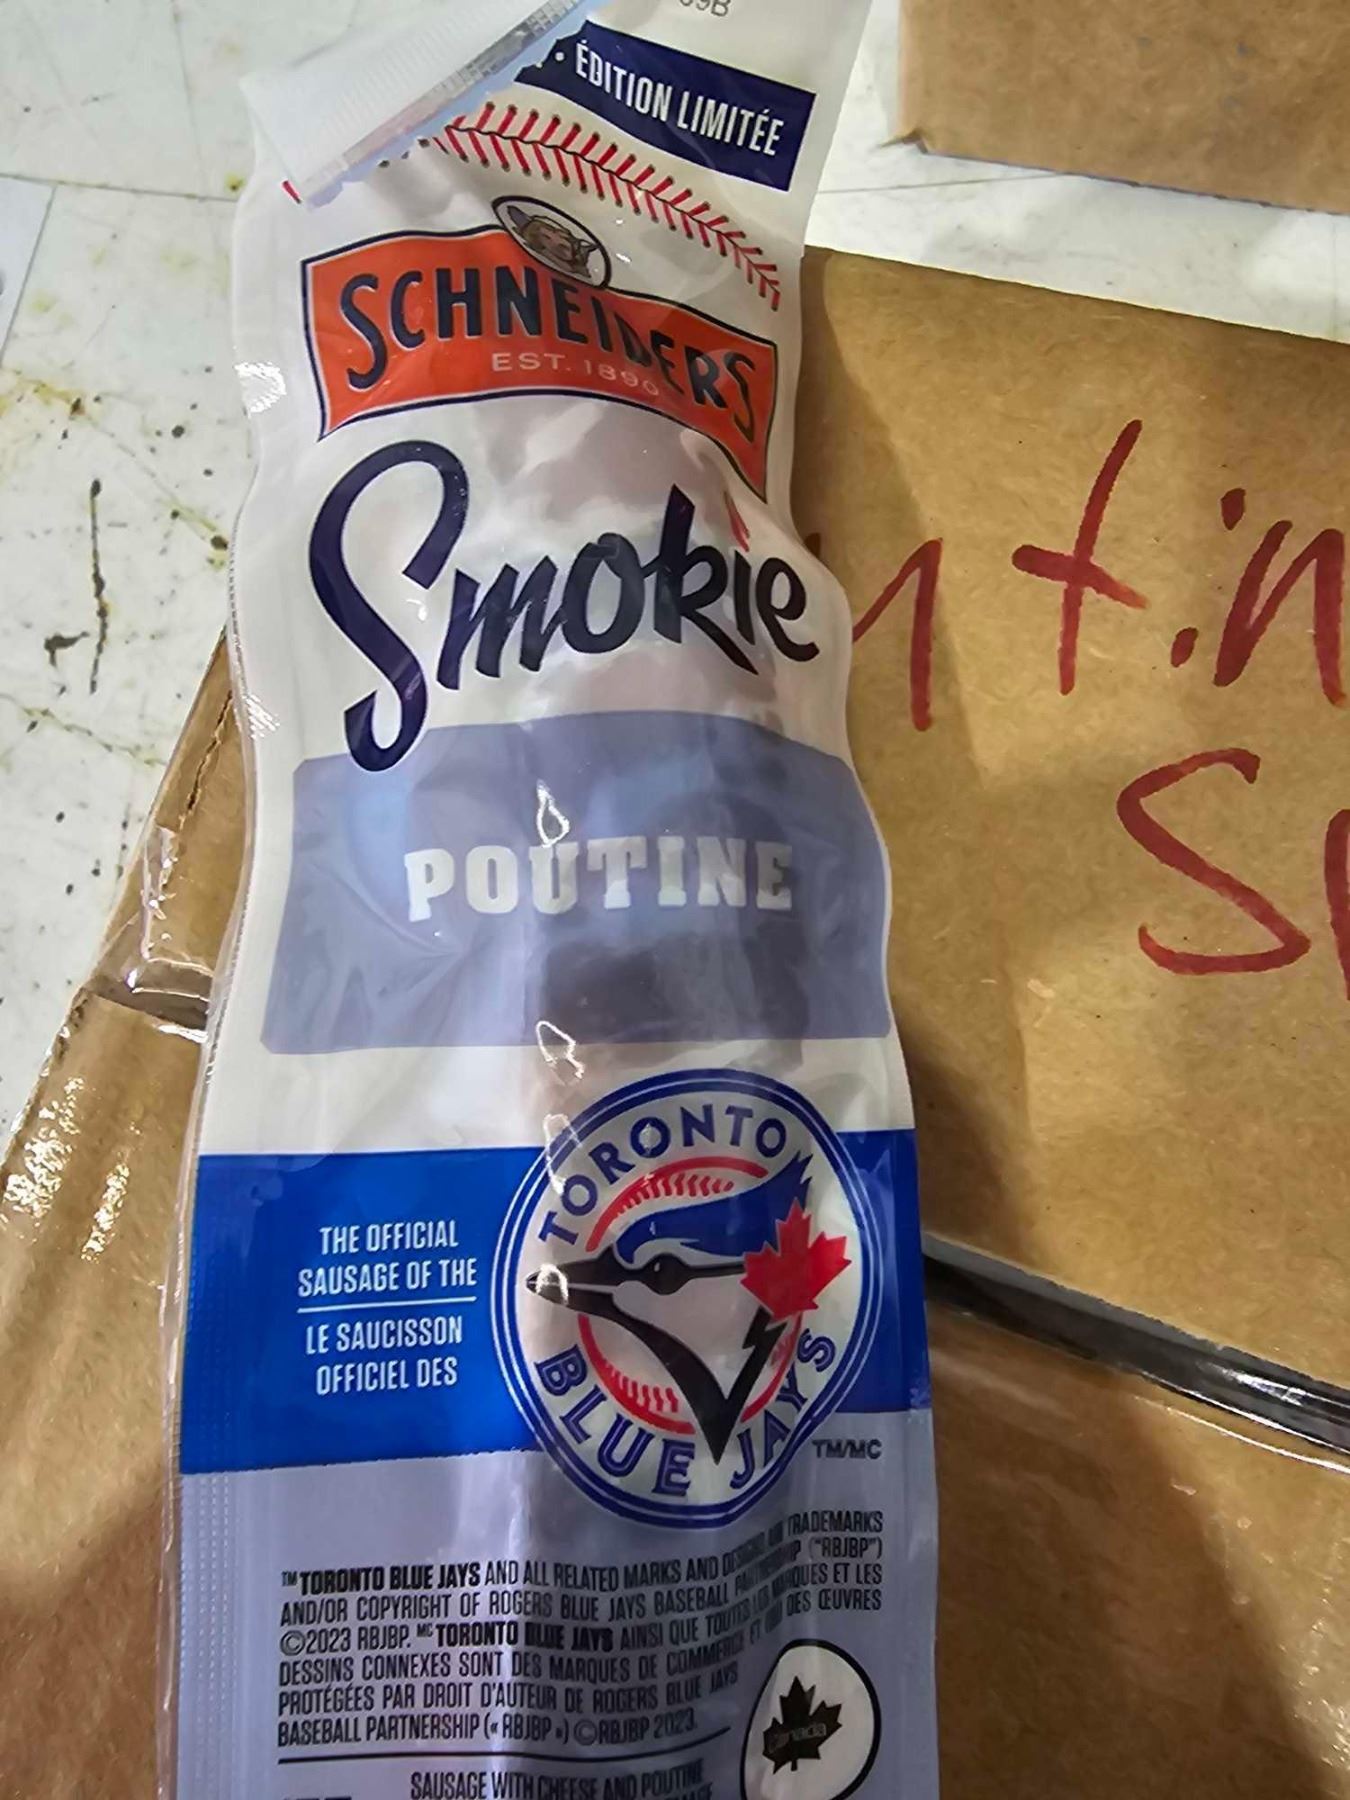 ÉDITION LIMITÉE
SCHNEIDERS
EST. 1890
Smokie
POUTINE
THE OFFICIAL
SAUSAGE OF THE
LE SAUCISSON
OFFICIEL DES
TORONTO
BLUE JAYS
TM/MC
™TORONTO BLUE JAYS AND ALL RELATED MARKS AND TRADEMARKS
AND/OR COPYRIGHT OF ROGERS BLUE JAYS BASEBALL PARTNERSHIP ("RBJBP")
©2023 RBJBP. MC TORONTO BLUE JAYS AINSI QUE TOUTES LES MARQUES ET LES
DESSINS CONNEXES SONT DES MARQUES DE COMMERCE ET DES ŒUVRES
PROTÉGÉES PAR DROIT D'AUTEUR DE ROGERS BLUE JAYS
BASEBALL PARTNERSHIP (« RBJBP ») ©RBJBP 2023.
Canada
SAUSAGE WITH CHEESE AND POUTINE